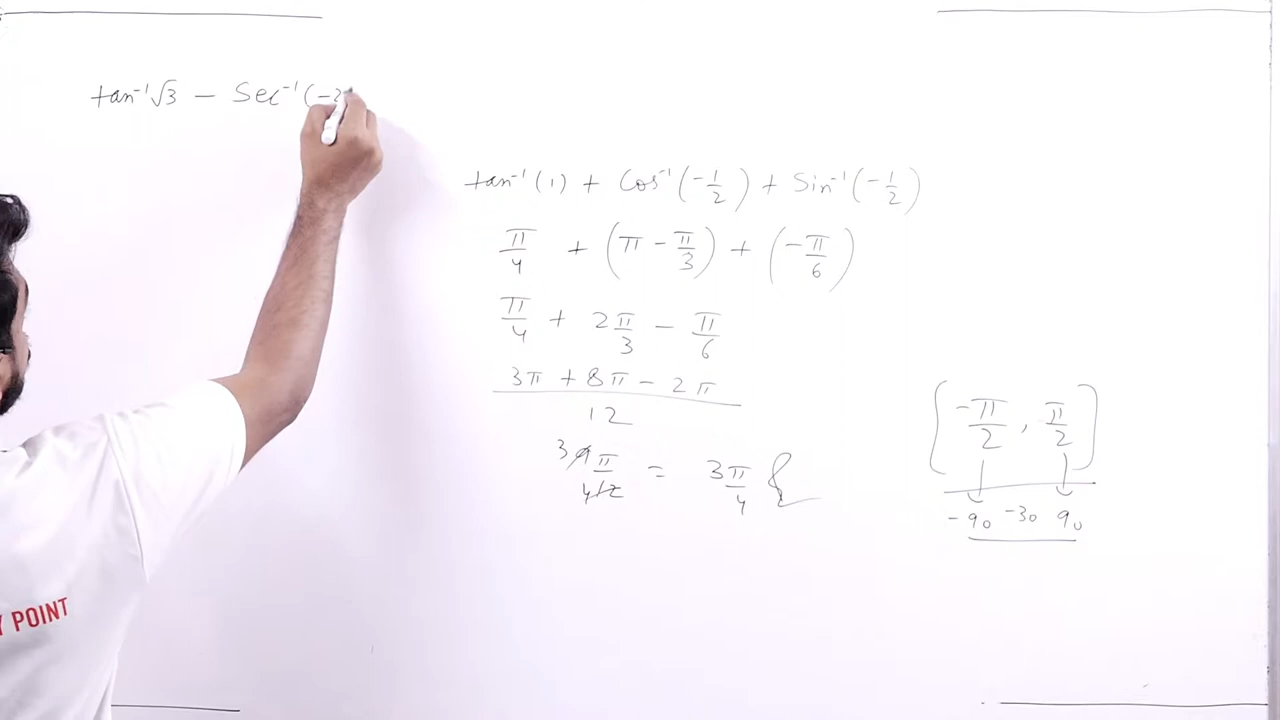 tan⁻¹√3 − Sec⁻¹(−2
tan⁻¹(1) + Cos⁻¹(−1/2) + Sin⁻¹(−1/2)
π/4 + (π − π/3) + (−π/6)
π/4 + 2π/3 − π/6
3π + 8π − 2π
12
3 9π/4 12 = 3π/4
[−π/2, π/2]
−90 −30 90
POINT